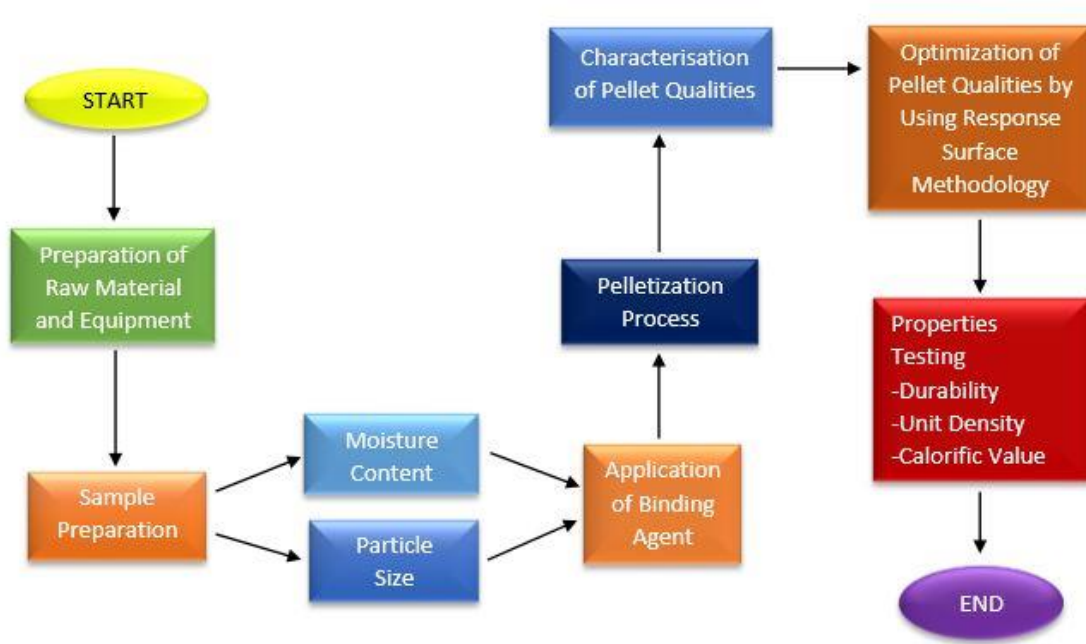 START
Preparation of
Raw Material
and Equipment
Sample
Preparation
Moisture
Content
Particle
Size
Application
of Binding
Agent
Pelletization
Process
Characterisation
of Pellet Qualities
Optimization of
Pellet Qualities by
Using Response
Surface
Methodology
Properties
Testing
-Durability
-Unit Density
-Calorific Value
END